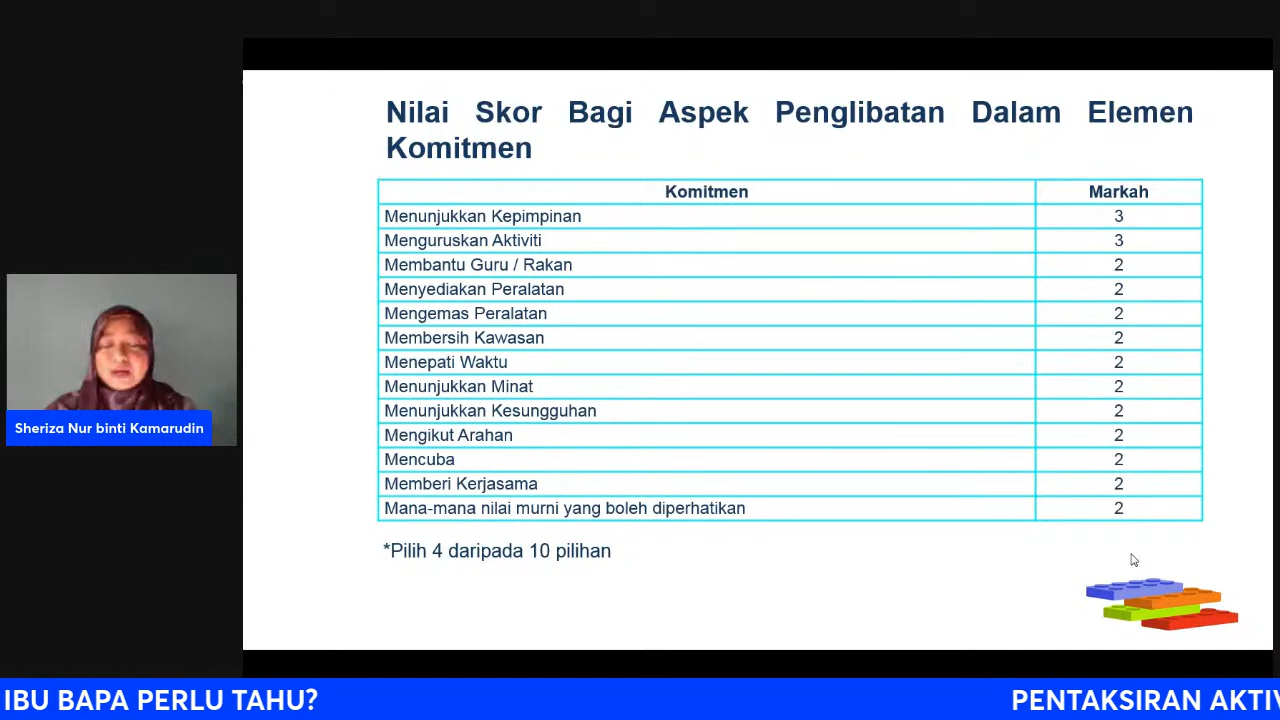 Nilai Skor Bagi Aspek Penglibatan Dalam Elemen
Komitmen
Komitmen Markah
Menunjukkan Kepimpinan 3
Menguruskan Aktiviti 3
Membantu Guru / Rakan 2
Menyediakan Peralatan 2
Mengemas Peralatan 2
Membersih Kawasan 2
Menepati Waktu 2
Menunjukkan Minat 2
Menunjukkan Kesungguhan 2
Mengikut Arahan 2
Mencuba 2
Memberi Kerjasama 2
Mana-mana nilai murni yang boleh diperhatikan 2
*Pilih 4 daripada 10 pilihan
Sheriza Nur binti Kamarudin
IBU BAPA PERLU TAHU? PENTAKSIRAN